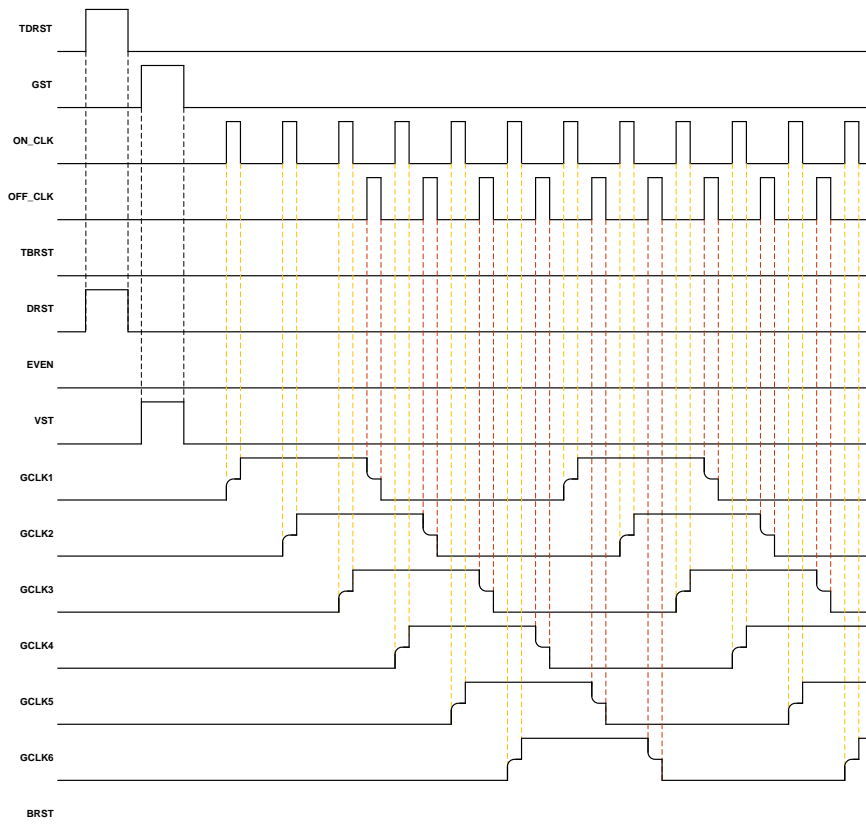 TDRST
GST
ON_CLK
OFF_CLK
TBRST
DRST
EVEN
VST
GCLK1
GCLK2
GCLK3
GCLK4
GCLK5
GCLK6
BRST